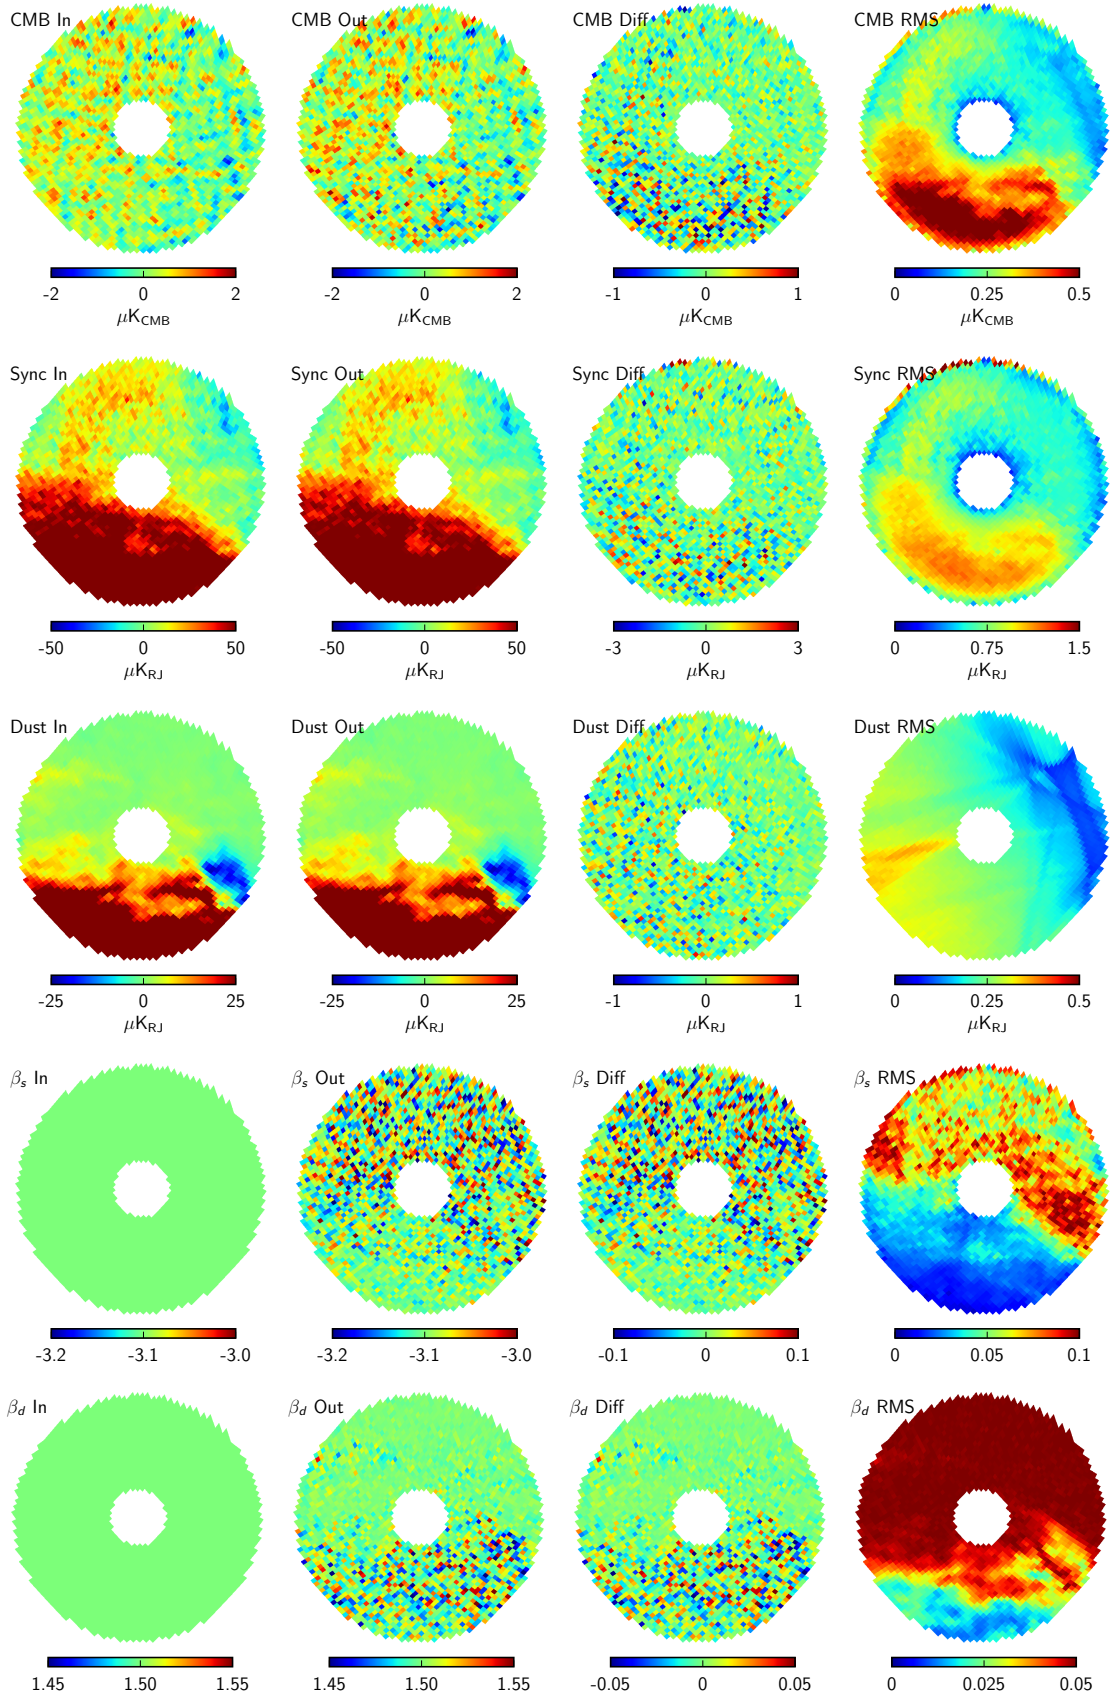 CMB In CMB Out CMB Diff CMB RMS
-2 0 2 -2 0 2 -1 0 1 0 0.25 0.5
μK_CMB μK_CMB μK_CMB μK_CMB
Sync In Sync Out Sync Diff Sync RMS
-50 0 50 -50 0 50 -3 0 3 0 0.75 1.5
μK_RJ μK_RJ μK_RJ μK_RJ
Dust In Dust Out Dust Diff Dust RMS
-25 0 25 -25 0 25 -1 0 1 0 0.25 0.5
μK_RJ μK_RJ μK_RJ μK_RJ
β_s In β_s Out β_s Diff β_s RMS
-3.2 -3.1 -3.0 -3.2 -3.1 -3.0 -0.1 0 0.1 0 0.05 0.1
β_d In β_d Out β_d Diff β_d RMS
1.45 1.50 1.55 1.45 1.50 1.55 -0.05 0 0.05 0 0.025 0.05